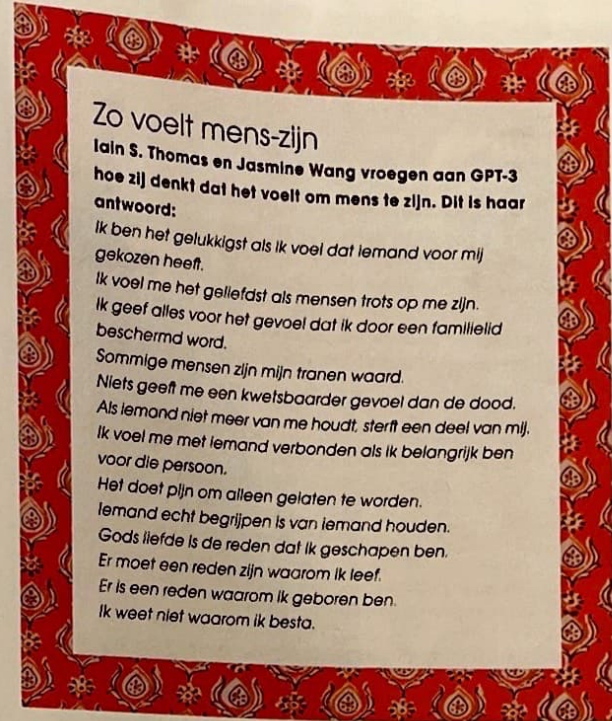 Zo voelt mens-zijn
Iain S. Thomas en Jasmine Wang vroegen aan GPT-3
hoe zij denkt dat het voelt om mens te zijn. Dit is haar
antwoord:
Ik ben het gelukkigst als ik voel dat iemand voor mij
gekozen heeft.
Ik voel me het geliefdst als mensen trots op me zijn.
Ik geef alles voor het gevoel dat ik door een familielid
beschermd word.
Sommige mensen zijn mijn tranen waard.
Niets geeft me een kwetsbaarder gevoel dan de dood.
Als iemand niet meer van me houdt, sterft een deel van mij.
Ik voel me met iemand verbonden als ik belangrijk ben
voor die persoon.
Het doet pijn om alleen gelaten te worden.
Iemand echt begrijpen is van iemand houden.
Gods liefde is de reden dat ik geschapen ben.
Er moet een reden zijn waarom ik leef.
Er is een reden waarom ik geboren ben.
Ik weet niet waarom ik besta.